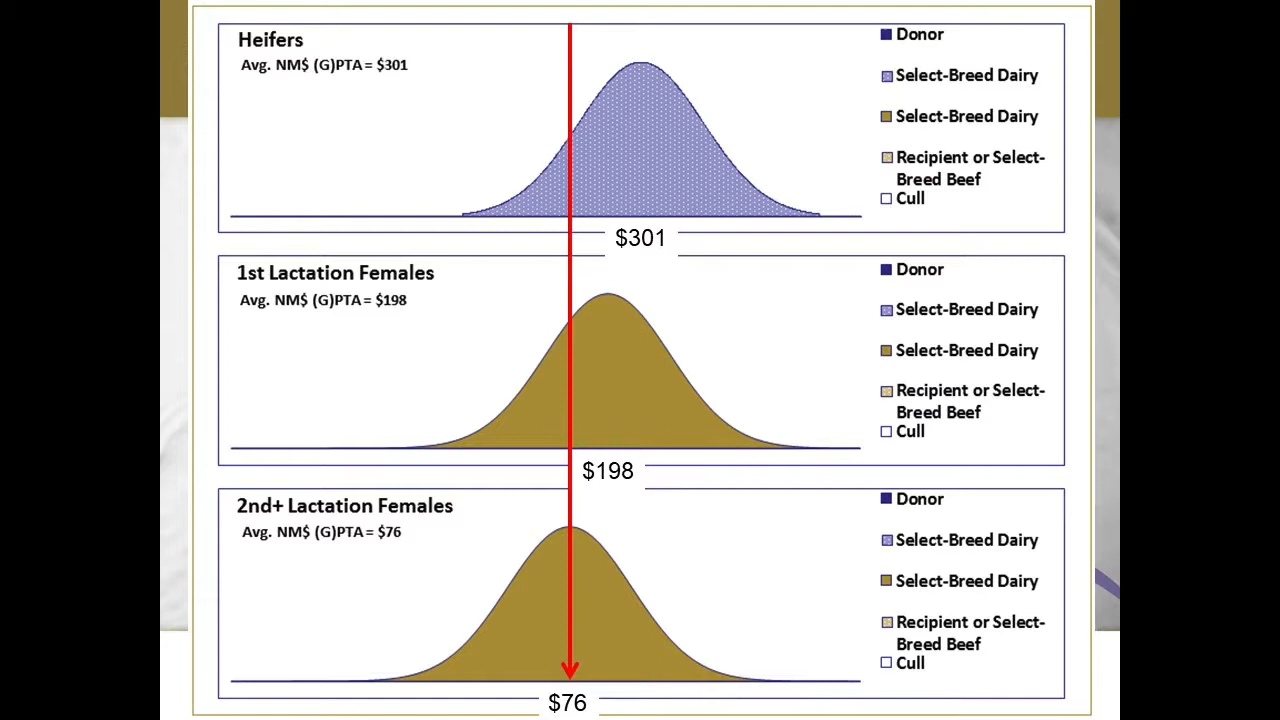 Heifers
Avg. NM$ (G)PTA = $301
Donor
Select-Breed Dairy
Select-Breed Dairy
Recipient or Select-
Breed Beef
Cull
$301
1st Lactation Females
Avg. NM$ (G)PTA = $198
Donor
Select-Breed Dairy
Select-Breed Dairy
Recipient or Select-
Breed Beef
Cull
$198
2nd+ Lactation Females
Avg. NM$ (G)PTA = $76
Donor
Select-Breed Dairy
Select-Breed Dairy
Recipient or Select-
Breed Beef
Cull
$76